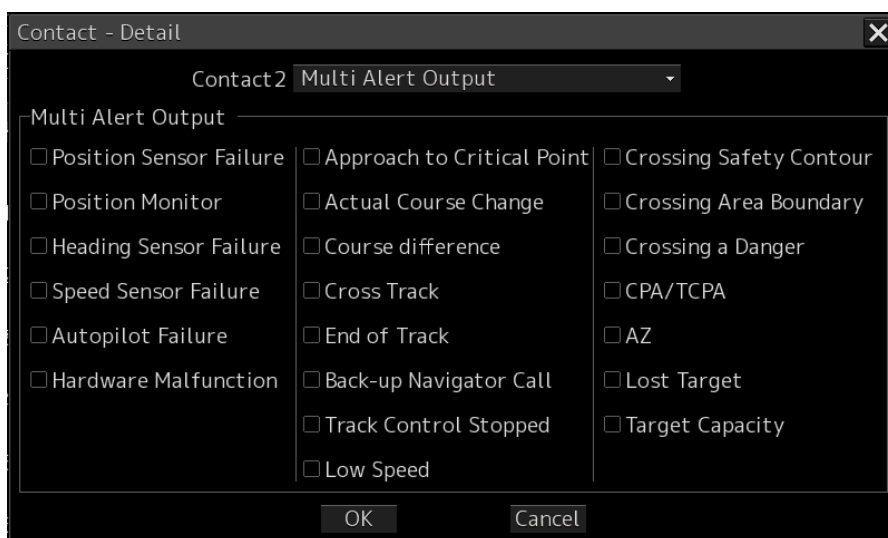 Contact - Detail
Contact2 Multi Alert Output
Multi Alert Output
Position Sensor Failure
Position Monitor
Heading Sensor Failure
Speed Sensor Failure
Autopilot Failure
Hardware Malfunction
Approach to Critical Point
Actual Course Change
Course difference
Cross Track
End of Track
Back-up Navigator Call
Track Control Stopped
Low Speed
Crossing Safety Contour
Crossing Area Boundary
Crossing a Danger
CPA/TCPA
AZ
Lost Target
Target Capacity
OK Cancel